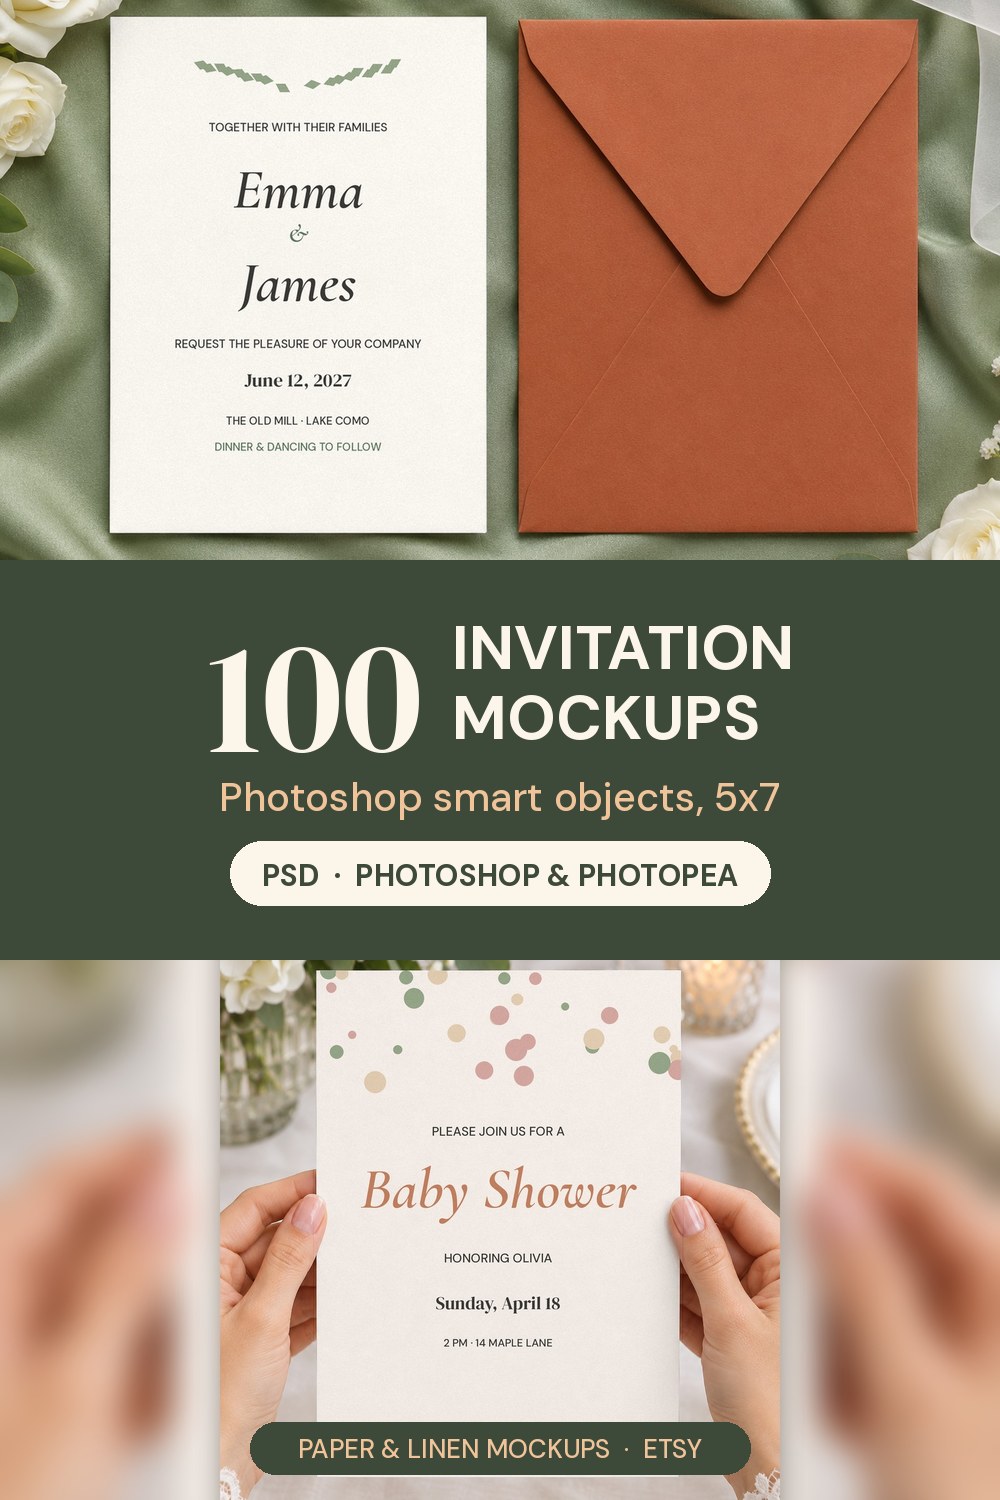 TOGETHER WITH THEIR FAMILIES
Emma
&
James
REQUEST THE PLEASURE OF YOUR COMPANY
June 12, 2027
THE OLD MILL · LAKE COMO
DINNER & DANCING TO FOLLOW
100 INVITATION
MOCKUPS
Photoshop smart objects, 5x7
PSD · PHOTOSHOP & PHOTOPEA
PLEASE JOIN US FOR A
Baby Shower
HONORING OLIVIA
Sunday, April 18
2 PM · 14 MAPLE LANE
PAPER & LINEN MOCKUPS · ETSY